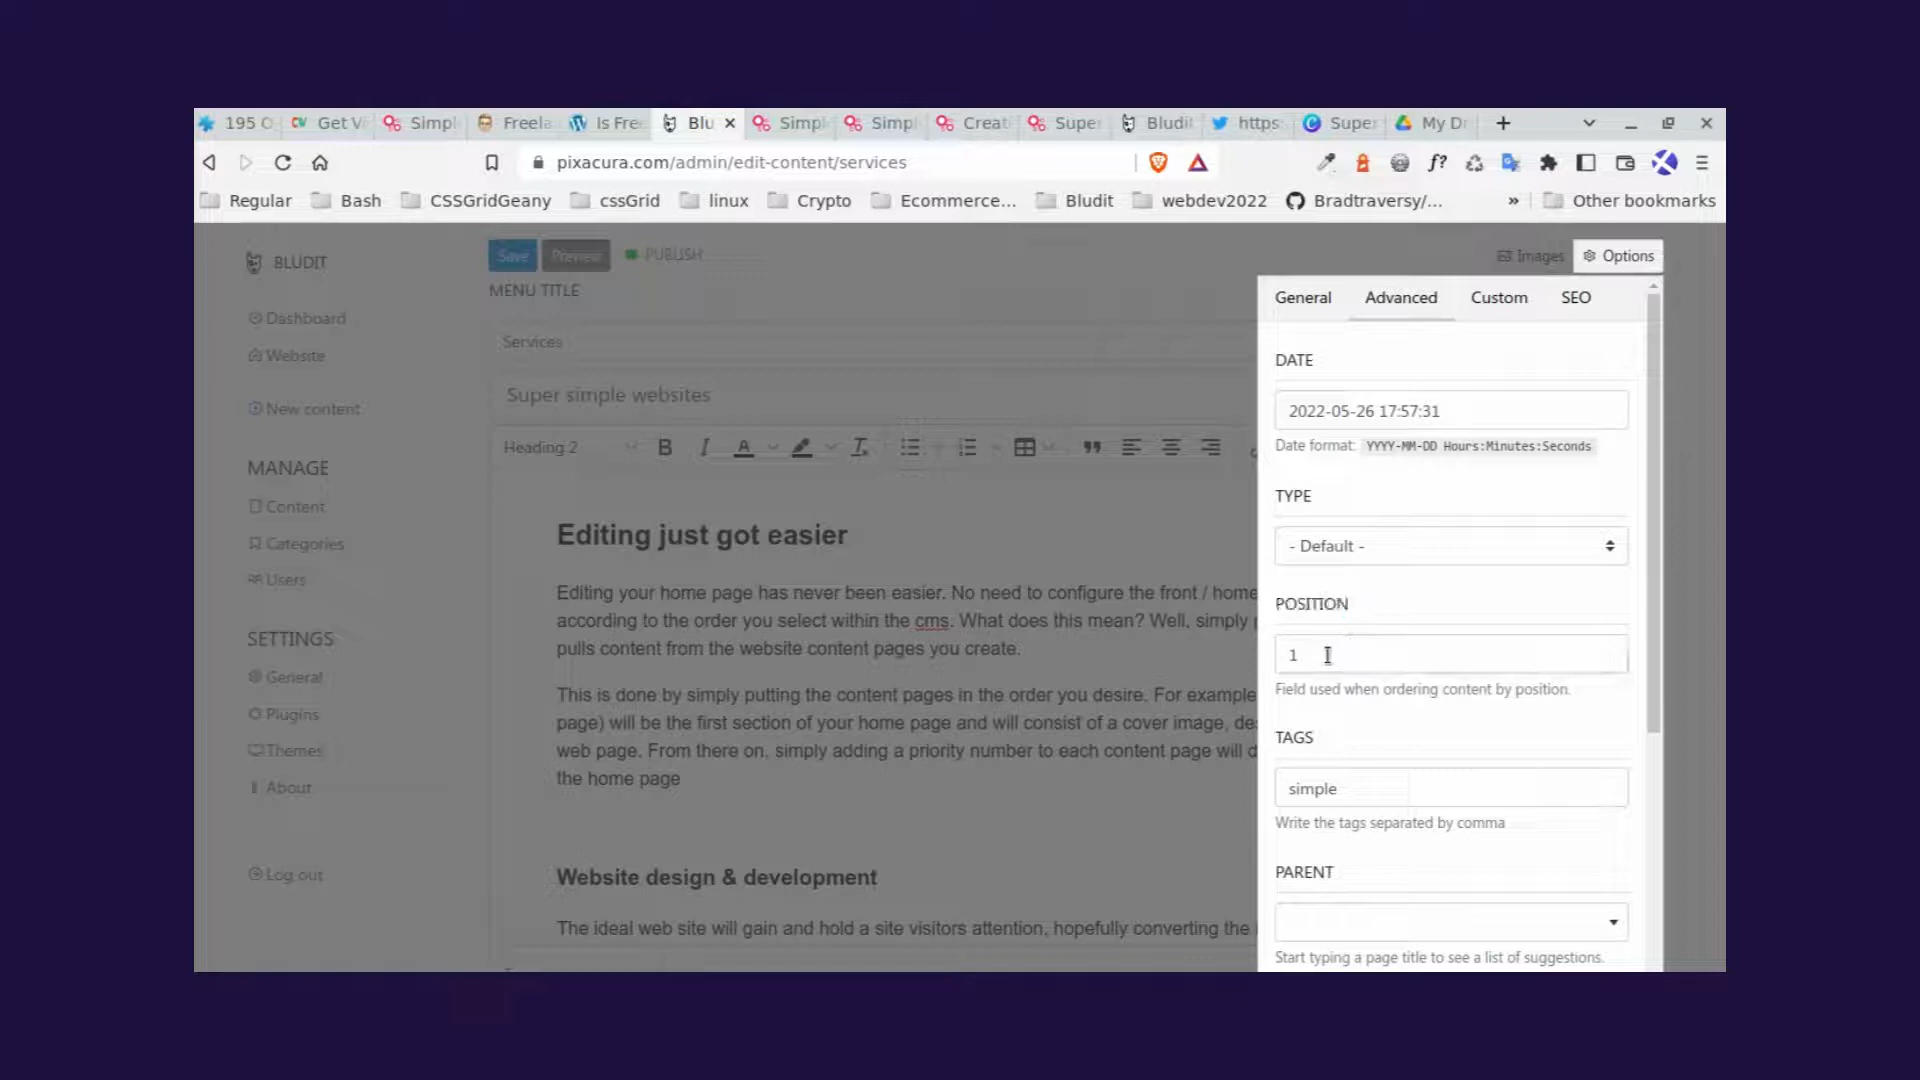 195 O
Get Vi
Simpl
Freela
Is Free
Blu
Simpl
Simpl
Creati
Super
Bludit
https:
Super
My Dr
pixacura.com/admin/edit-content/services
f?
Regular
Bash
CSSGridGeany
cssGrid
linux
Crypto
Ecommerce...
Bludit
webdev2022
Bradtraversy/...
»
Other bookmarks
BLUDIT
Dashboard
Website
New content
MANAGE
Content
Categories
Users
SETTINGS
General
Plugins
Themes
About
Log out
Save
Preview
PUBLISH
Images
Options
MENU TITLE
Services
Super simple websites
Heading 2
Editing just got easier
Editing your home page has never been easier. No need to configure the front / home
according to the order you select within the cms. What does this mean? Well, simply
pulls content from the website content pages you create.
This is done by simply putting the content pages in the order you desire. For example
page) will be the first section of your home page and will consist of a cover image, de
web page. From there on, simply adding a priority number to each content page will d
the home page
Website design & development
The ideal web site will gain and hold a site visitors attention, hopefully converting the
General
Advanced
Custom
SEO
DATE
2022-05-26 17:57:31
Date format: YYYY-MM-DD Hours:Minutes:Seconds
TYPE
- Default -
POSITION
1
Field used when ordering content by position.
TAGS
simple
Write the tags separated by comma
PARENT
Start typing a page title to see a list of suggestions.